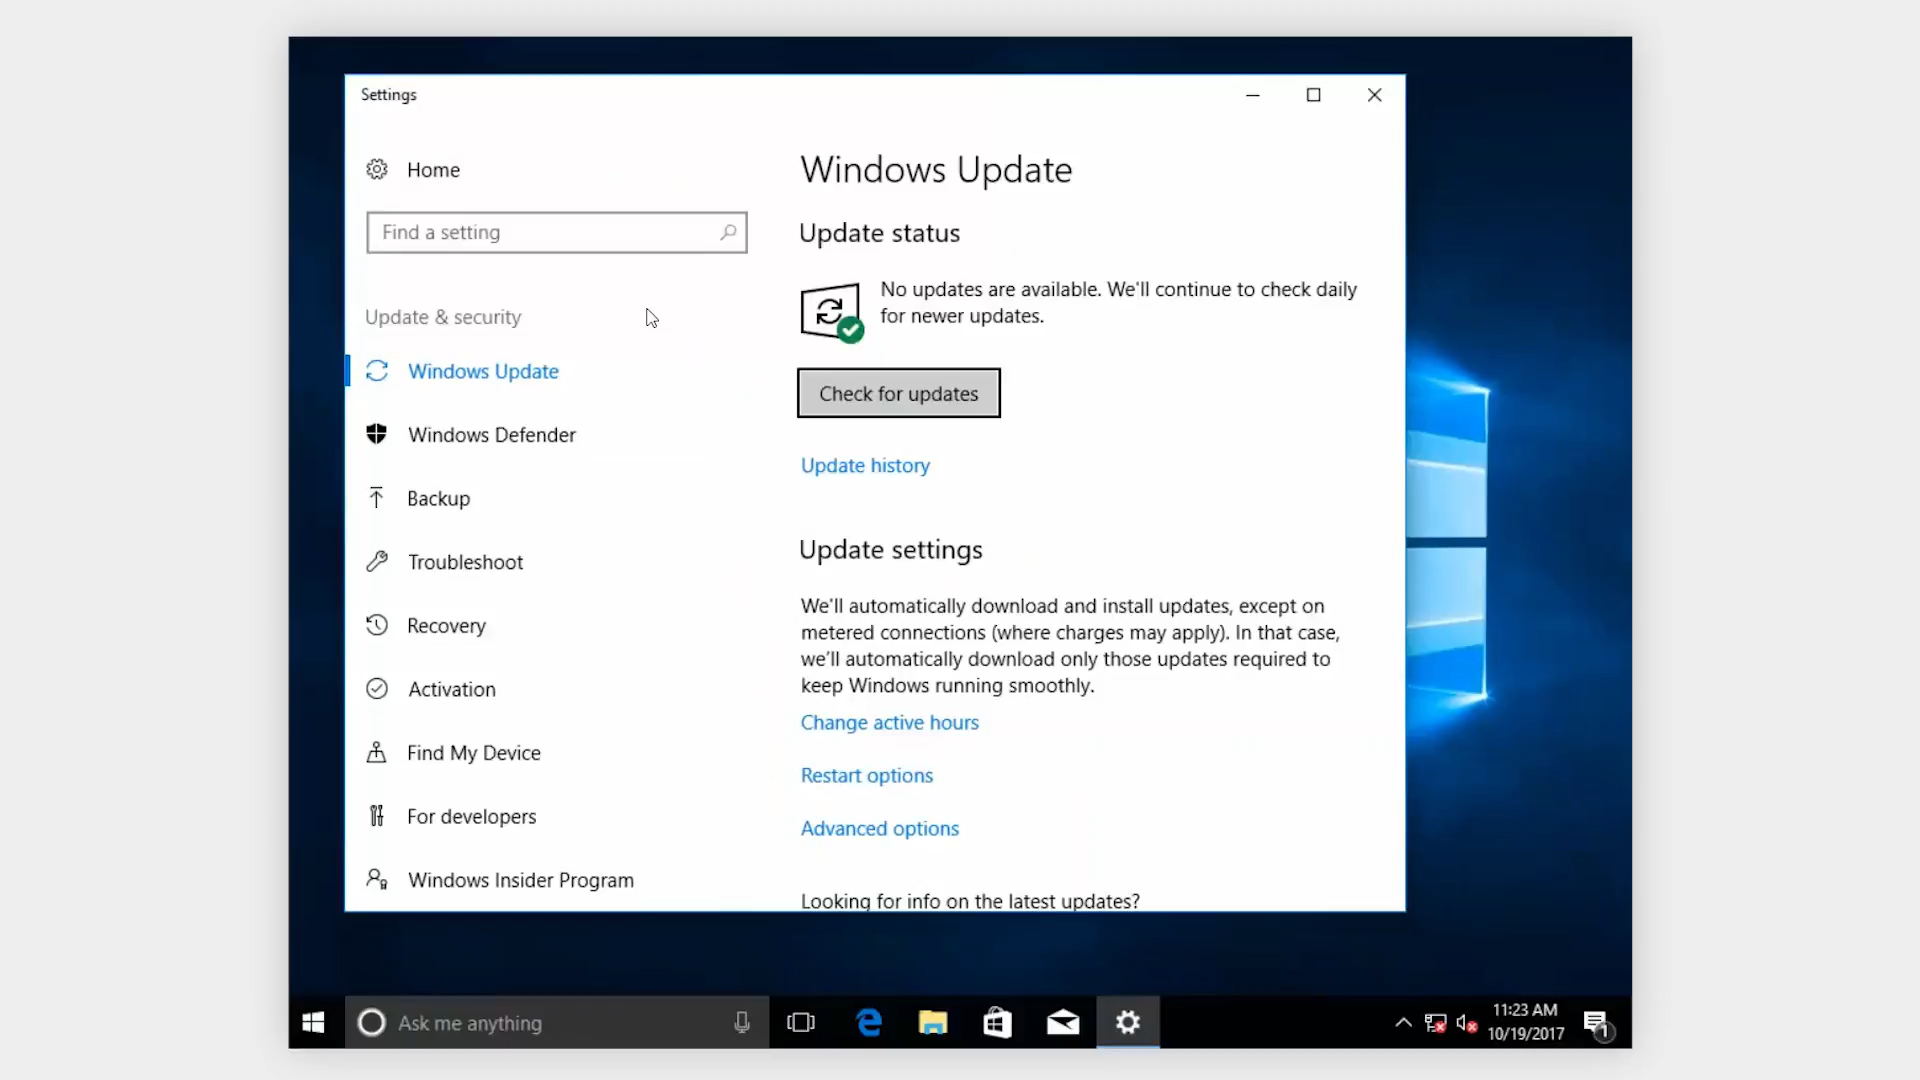 Settings
Home
Find a setting
Update & security
Windows Update
Windows Defender
Backup
Troubleshoot
Recovery
Activation
Find My Device
For developers
Windows Insider Program
Windows Update
Update status
No updates are available. We'll continue to check daily
for newer updates.
Check for updates
Update history
Update settings
We'll automatically download and install updates, except on
metered connections (where charges may apply). In that case,
we'll automatically download only those updates required to
keep Windows running smoothly.
Change active hours
Restart options
Advanced options
Looking for info on the latest updates?
Ask me anything
11:23 AM
10/19/2017
1